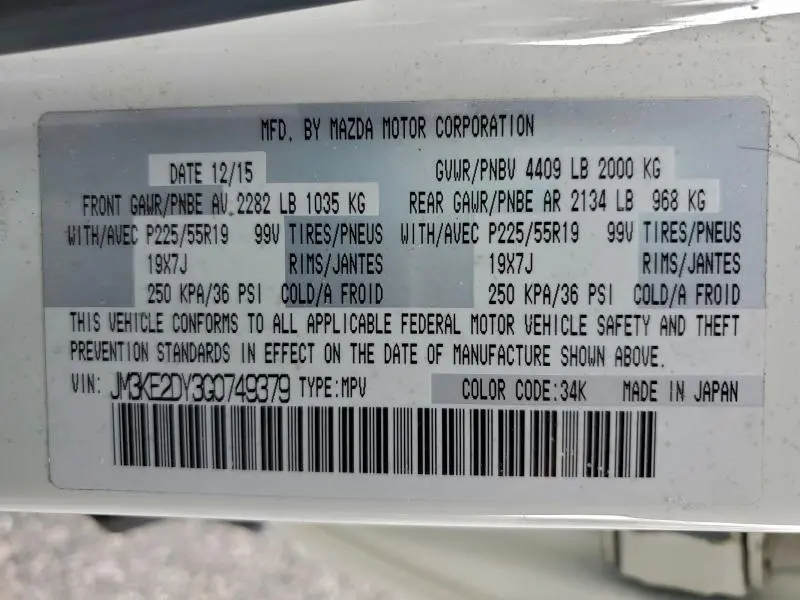 MFD. BY MAZDA MOTOR CORPORATION
DATE 12/15 GVWR/PNBV 4409 LB 2000 KG
FRONT GAWR/PNBE AV 2282 LB 1035 KG REAR GAWR/PNBE AR 2134 LB 968 KG
WITH/AVEC P225/55R19 99V TIRES/PNEUS WITH/AVEC P225/55R19 99V TIRES/PNEUS
19X7J RIMS/JANTES 19X7J RIMS/JANTES
250 KPA/36 PSI COLD/A FROID 250 KPA/36 PSI COLD/A FROID
THIS VEHICLE CONFORMS TO ALL APPLICABLE FEDERAL MOTOR VEHICLE SAFETY AND THEFT
PREVENTION STANDARDS IN EFFECT ON THE DATE OF MANUFACTURE SHOWN ABOVE.
VIN: JM3KE2DY3G0749379 TYPE:MPV COLOR CODE:34K MADE IN JAPAN